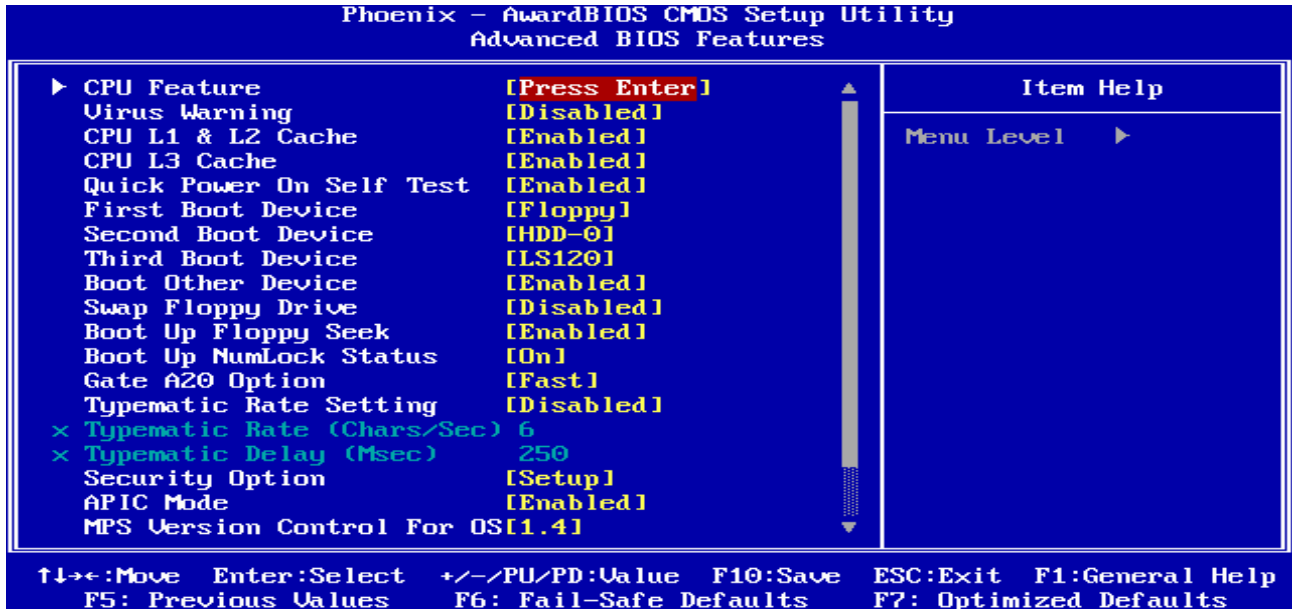 Phoenix - AwardBIOS CMOS Setup Utility
Advanced BIOS Features
CPU Feature [Press Enter]
Virus Warning [Disabled]
CPU L1 & L2 Cache [Enabled]
CPU L3 Cache [Enabled]
Quick Power On Self Test [Enabled]
First Boot Device [Floppy]
Second Boot Device [HDD-0]
Third Boot Device [LS120]
Boot Other Device [Enabled]
Swap Floppy Drive [Disabled]
Boot Up Floppy Seek [Enabled]
Boot Up NumLock Status [On]
Gate A20 Option [Fast]
Typematic Rate Setting [Disabled]
x Typematic Rate (Chars/Sec) 6
x Typematic Delay (Msec) 250
Security Option [Setup]
APIC Mode [Enabled]
MPS Version Control For OS[1.4]
Item Help
Menu Level
↑↓→←:Move Enter:Select +/-/PU/PD:Value F10:Save ESC:Exit F1:General Help
F5: Previous Values F6: Fail-Safe Defaults F7: Optimized Defaults